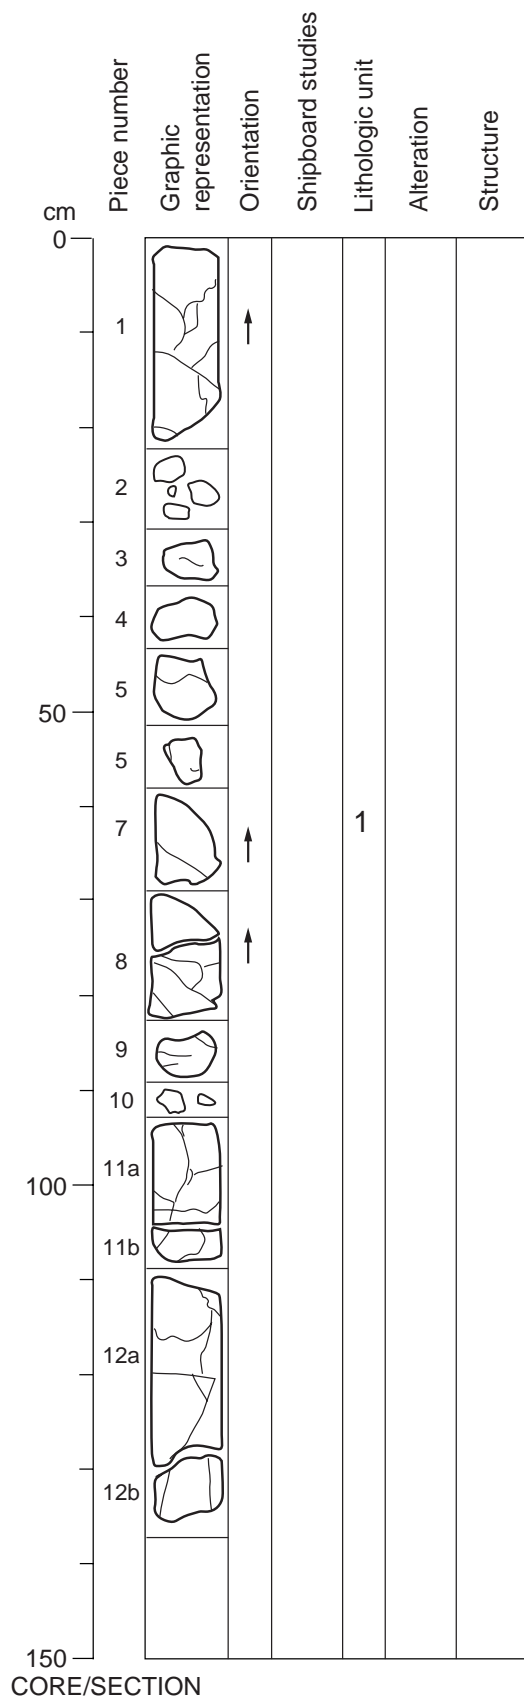 Piece number
Graphic
representation
Orientation
Shipboard studies
Lithologic unit
Alteration
Structure
cm
0
1
2
3
4
5
50
5
7
1
8
9
10
11a
100
11b
12a
12b
150
CORE/SECTION